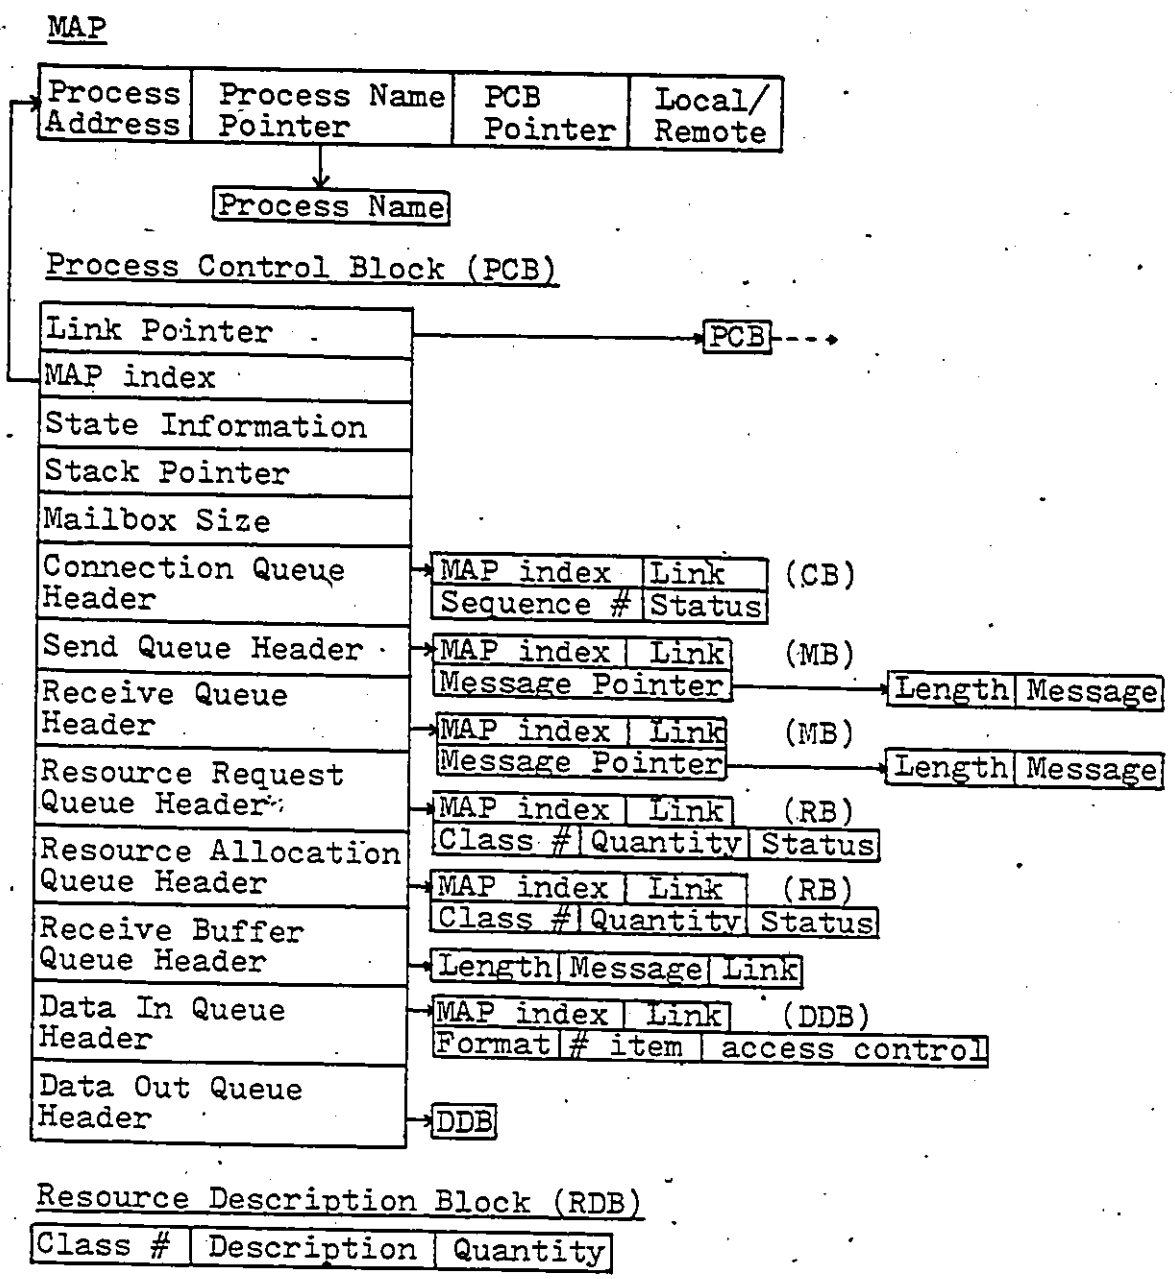 MAP
Process Process Name PCB Local/
Address Pointer Pointer Remote
Process Name
Process Control Block (PCB)
Link Pointer PCB
MAP index
State Information
Stack Pointer
Mailbox Size
Connection Queue MAP index Link (CB)
Header Sequence # Status
Send Queue Header MAP index Link (MB)
Message Pointer Length Message
Receive Queue
Header MAP index Link (MB)
Message Pointer Length Message
Resource Request
Queue Header MAP index Link (RB)
Class # Quantity Status
Resource Allocation
Queue Header MAP index Link (RB)
Class # Quantity Status
Receive Buffer
Queue Header Length Message Link
Data In Queue MAP index Link (DDB)
Header Format # item access control
Data Out Queue
Header DDB
Resource Description Block (RDB)
Class # Description Quantity